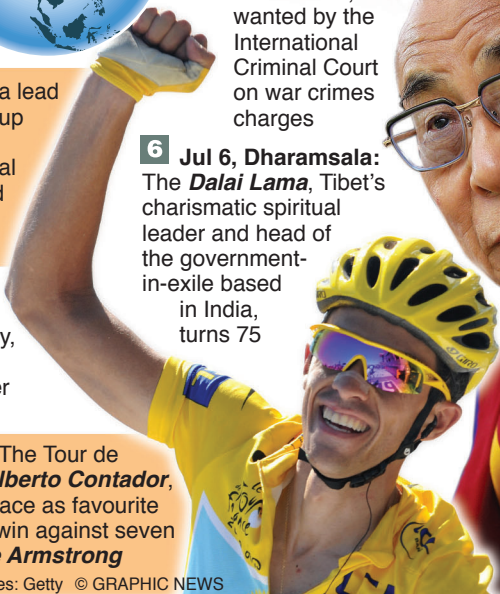 wanted by the
International
Criminal Court
on war crimes
charges
6 Jul 6, Dharamsala:
The Dalai Lama, Tibet's
charismatic spiritual
leader and head of
the government-
in-exile based
in India,
turns 75
a lead
up
al
y,
er
The Tour de
lberto Contador,
ace as favourite
win against seven
Armstrong
es: Getty © GRAPHIC NEWS